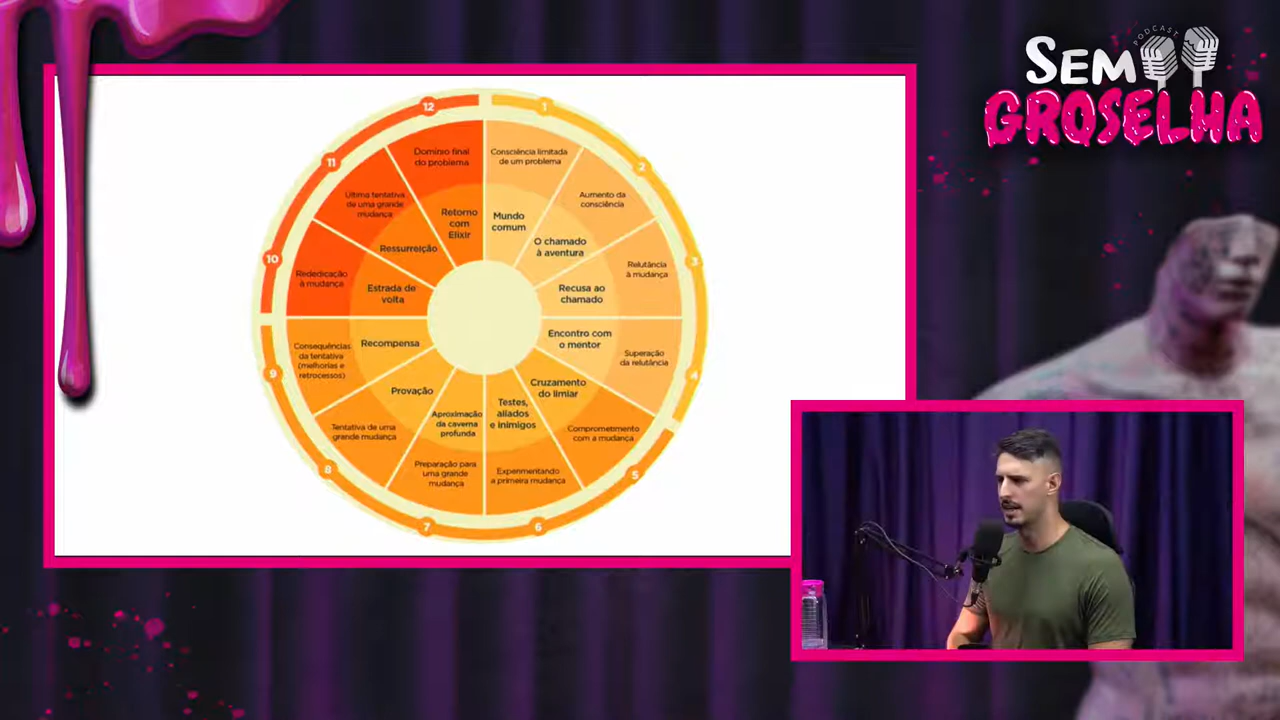 PODCAST
SEM
GROSELHA
12
1
11
2
10
3
9
4
8
5
7
6
Domínio final
do problema
Consciência limitada
de um problema
Última tentativa
de uma grande
mudança
Aumento da
consciência
Retorno
com
Elixir
Mundo
comum
Ressurreição
O chamado
à aventura
Rededicação
à mudança
Relutância
à mudança
Estrada de
volta
Recusa ao
chamado
Consequências
da tentativa
(melhorias e
retrocessos)
Recompensa
Encontro com
o mentor
Superação
da relutância
Provação
Cruzamento
do limiar
Aproximação
da caverna
profunda
Testes,
aliados
e inimigos
Tentativa de uma
grande mudança
Comprometimento
com a mudança
Preparação para
uma grande
mudança
Experimentando
a primeira mudança